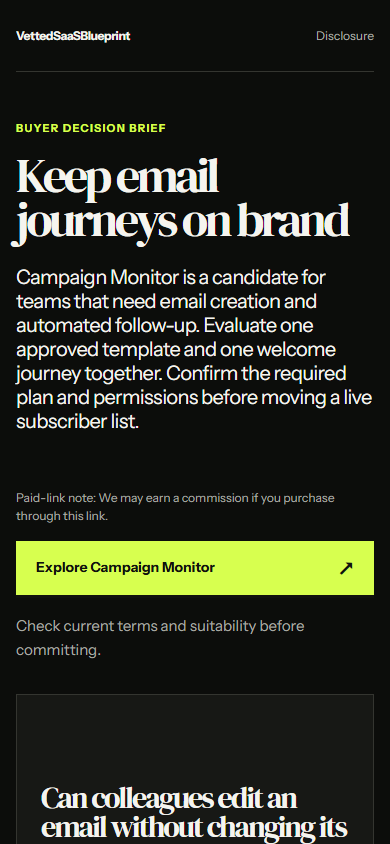 VettedSaaSBlueprint
Disclosure
BUYER DECISION BRIEF
Keep email
journeys on brand
Campaign Monitor is a candidate for
teams that need email creation and
automated follow-up. Evaluate one
approved template and one welcome
journey together. Confirm the required
plan and permissions before moving a live
subscriber list.
Paid-link note: We may earn a commission if you purchase
through this link.
Explore Campaign Monitor ↗
Check current terms and suitability before
committing.
Can colleagues edit an
email without changing its